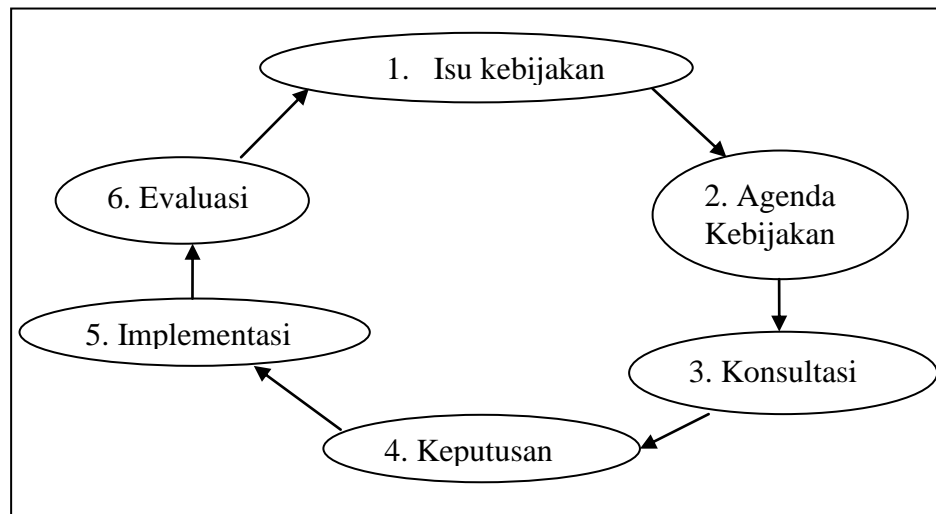 1. Isu kebijakan
2. Agenda
Kebijakan
3. Konsultasi
4. Keputusan
5. Implementasi
6. Evaluasi